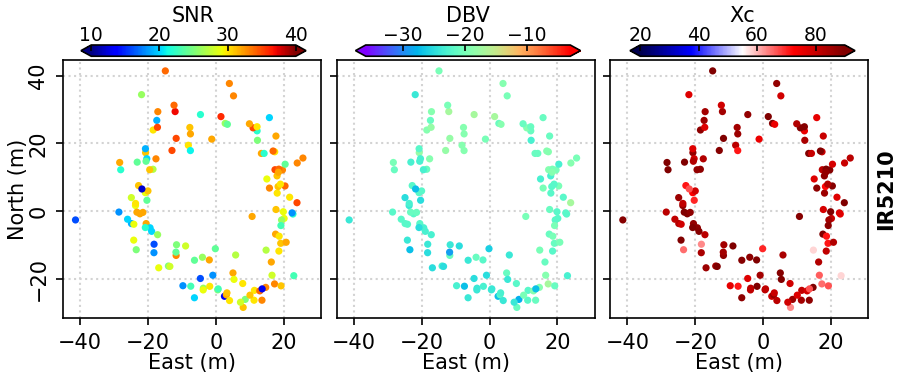 SNR DBV Xc
10 20 30 40 −30 −20 −10 20 40 60 80
40
20
0
−20
North (m)
IR5210
−40 −20 0 20 −40 −20 0 20 −40 −20 0 20
East (m) East (m) East (m)